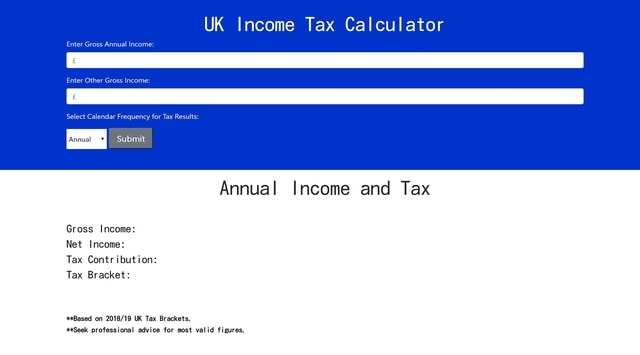 UK Income Tax Calculator
Enter Gross Annual Income:
£
Enter Other Gross Income:
£
Select Calendar Frequency for Tax Results:
Annual Submit
Annual Income and Tax
Gross Income:
Net Income:
Tax Contribution:
Tax Bracket:
**Based on 2018/19 UK Tax Brackets.
**Seek professional advice for most valid figures.